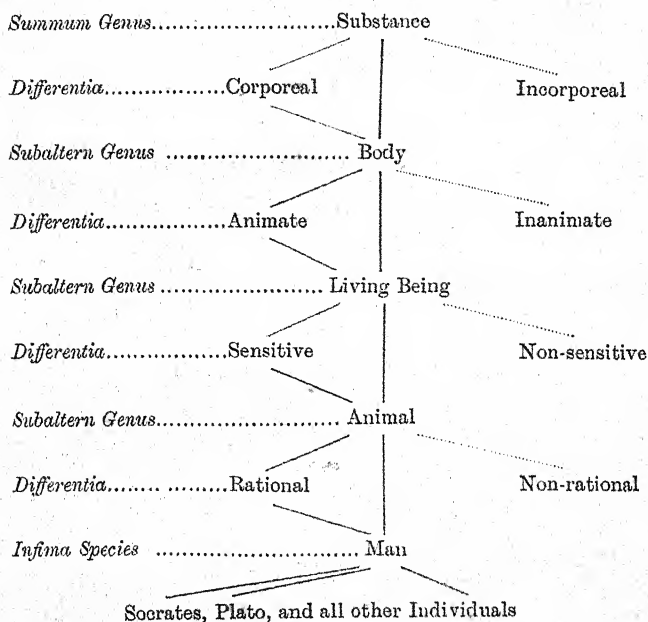 Summum Genus..............................Substance
Differentia..................Corporeal Incorporeal
Subaltern Genus ............................Body
Differentia..................Animate Inanimate
Subaltern Genus .........................Living Being
Differentia..................Sensitive Non-sensitive
Subaltern Genus............................ Animal
Differentia........ .........Rational Non-rational
Infima Species ..............................Man
Socrates, Plato, and all other Individuals